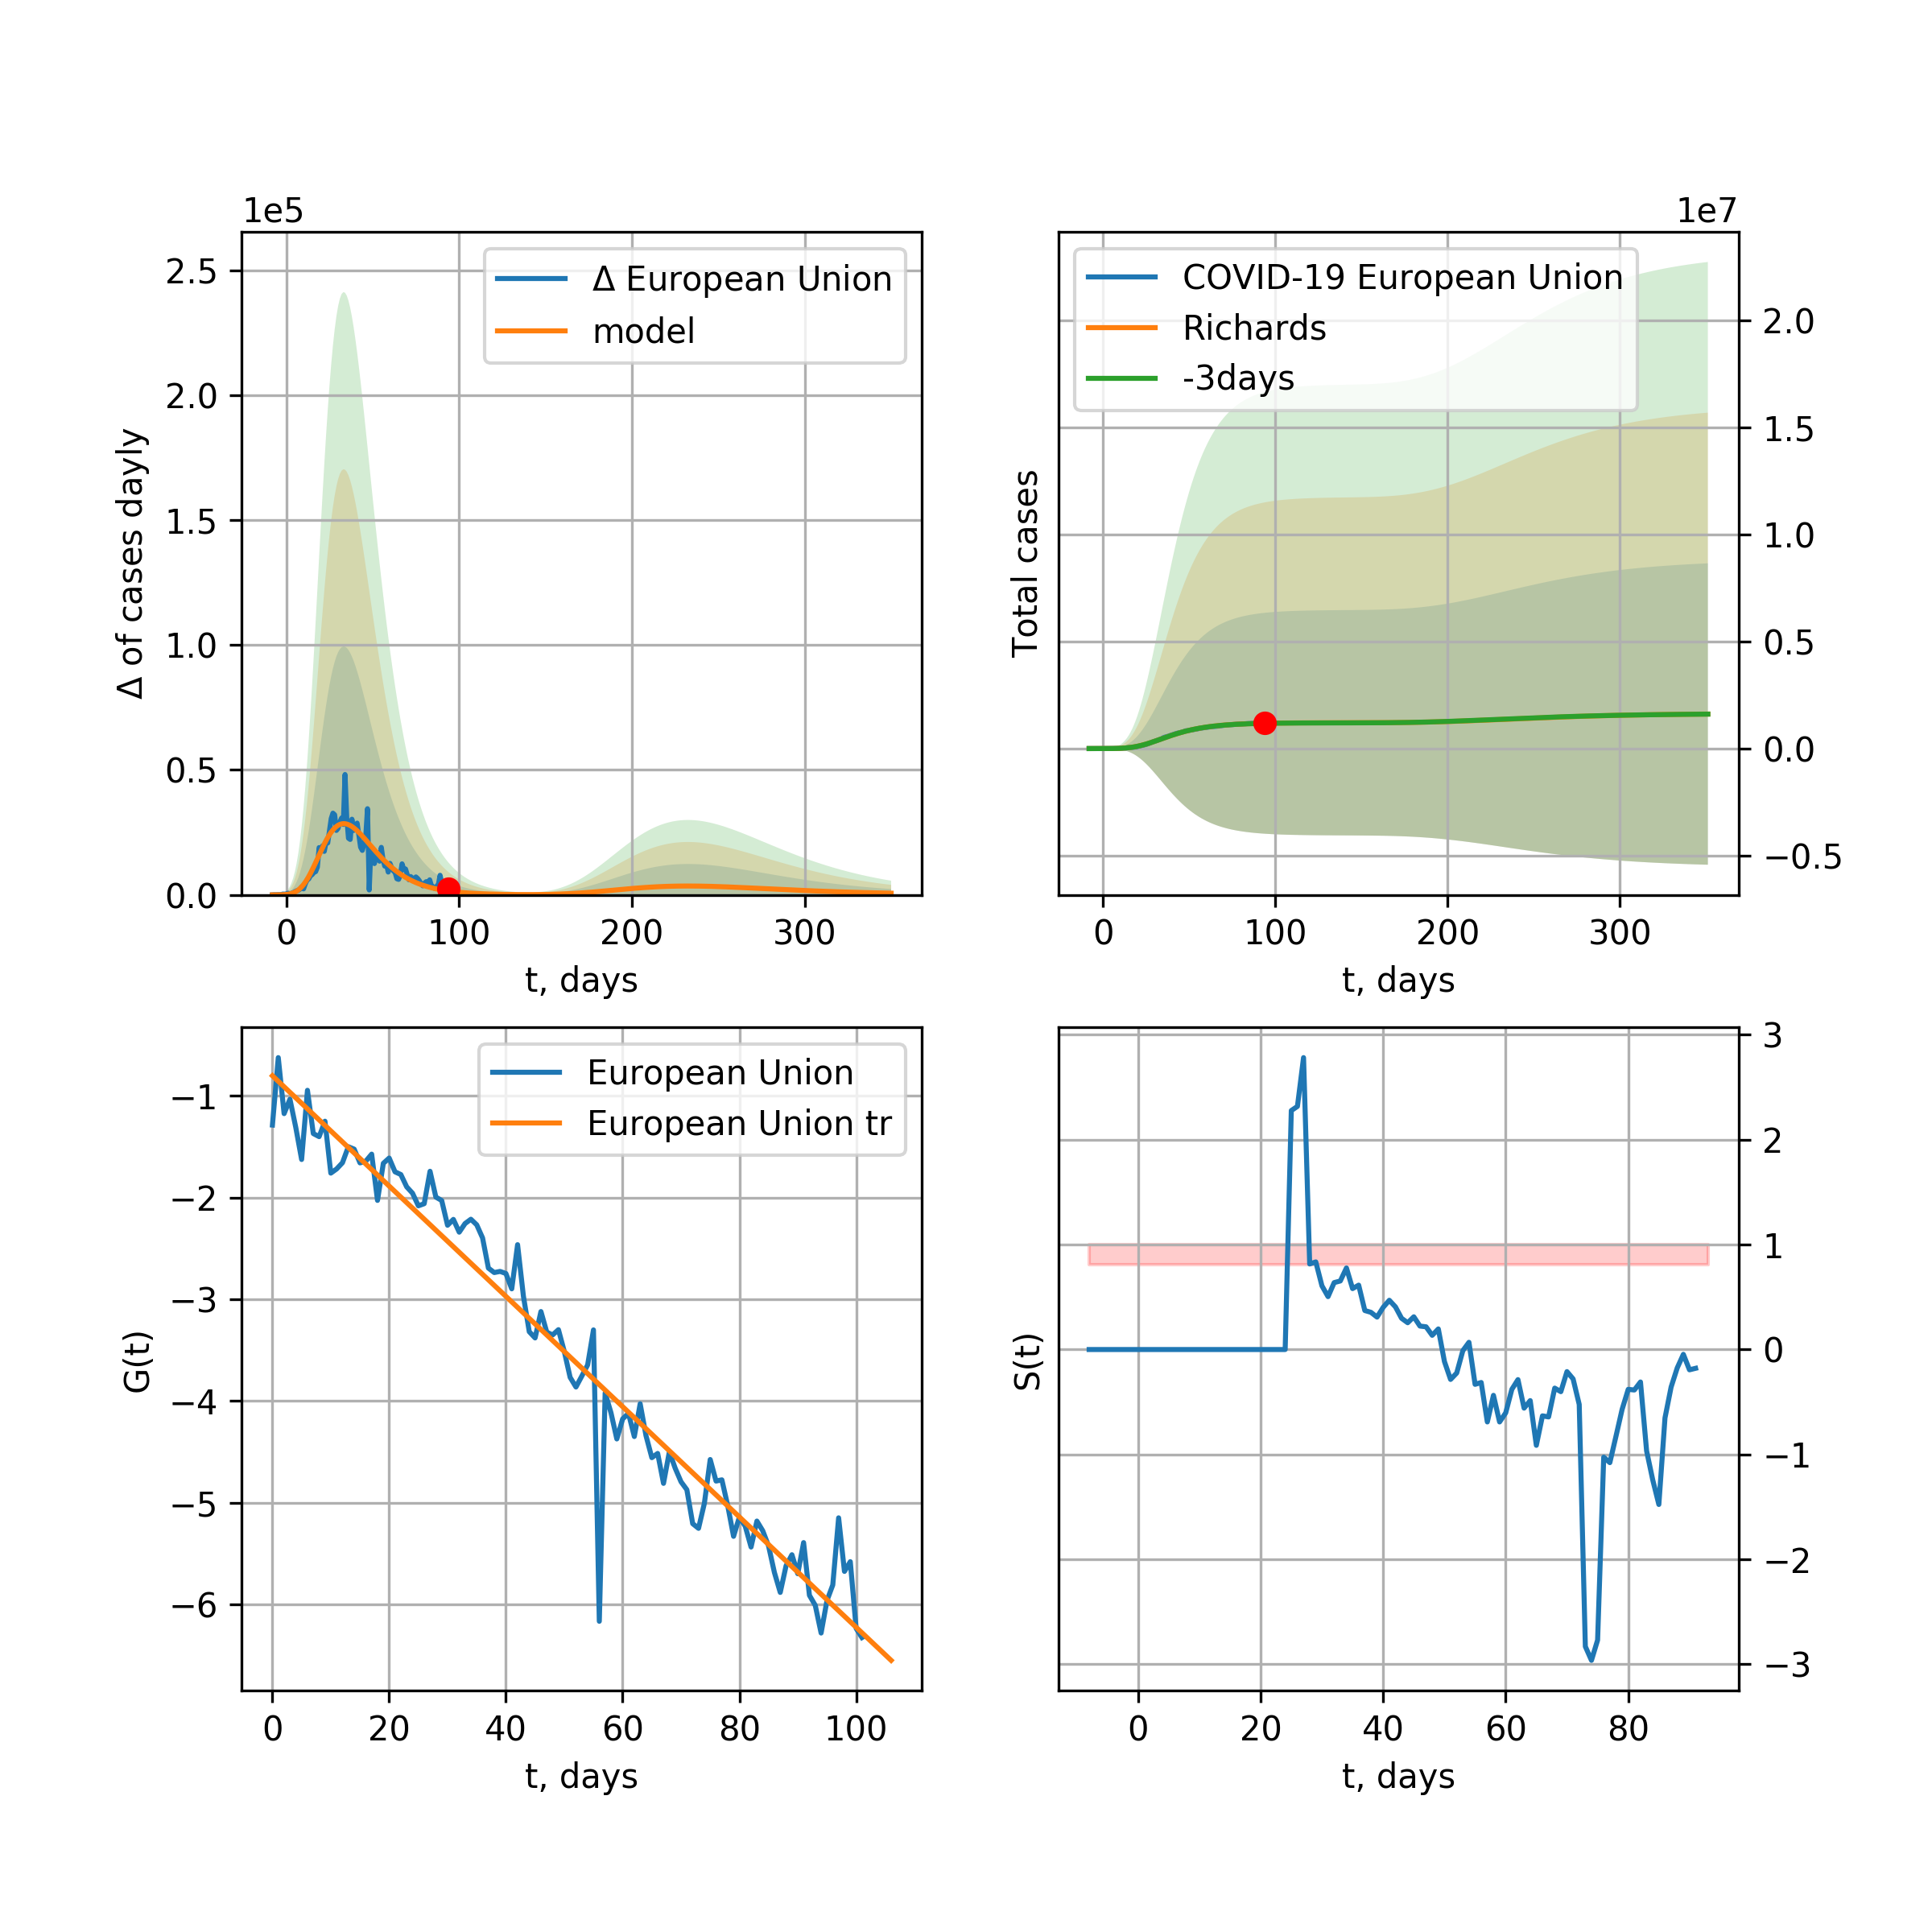 1e5
Δ of cases dayly
2.5
2.0
1.5
1.0
0.5
0.0
0 100 200 300
t, days
Δ European Union
model
1e7
Total cases
COVID-19 European Union
Richards
-3days
2.0
1.5
1.0
0.5
0.0
−0.5
0 100 200 300
t, days
G(t)
−1
−2
−3
−4
−5
−6
0 20 40 60 80 100
t, days
European Union
European Union tr
S(t)
3
2
1
0
−1
−2
−3
0 20 40 60 80
t, days